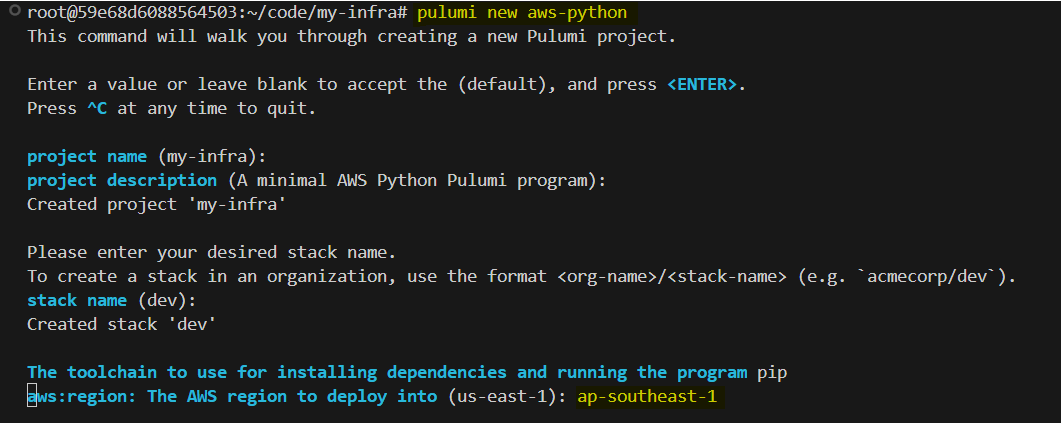 root@59e68d6088564503:~/code/my-infra# pulumi new aws-python
This command will walk you through creating a new Pulumi project.
Enter a value or leave blank to accept the (default), and press <ENTER>.
Press ^C at any time to quit.
project name (my-infra):
project description (A minimal AWS Python Pulumi program):
Created project 'my-infra'
Please enter your desired stack name.
To create a stack in an organization, use the format <org-name>/<stack-name> (e.g. `acmecorp/dev`).
stack name (dev):
Created stack 'dev'
The toolchain to use for installing dependencies and running the program pip
aws:region: The AWS region to deploy into (us-east-1): ap-southeast-1